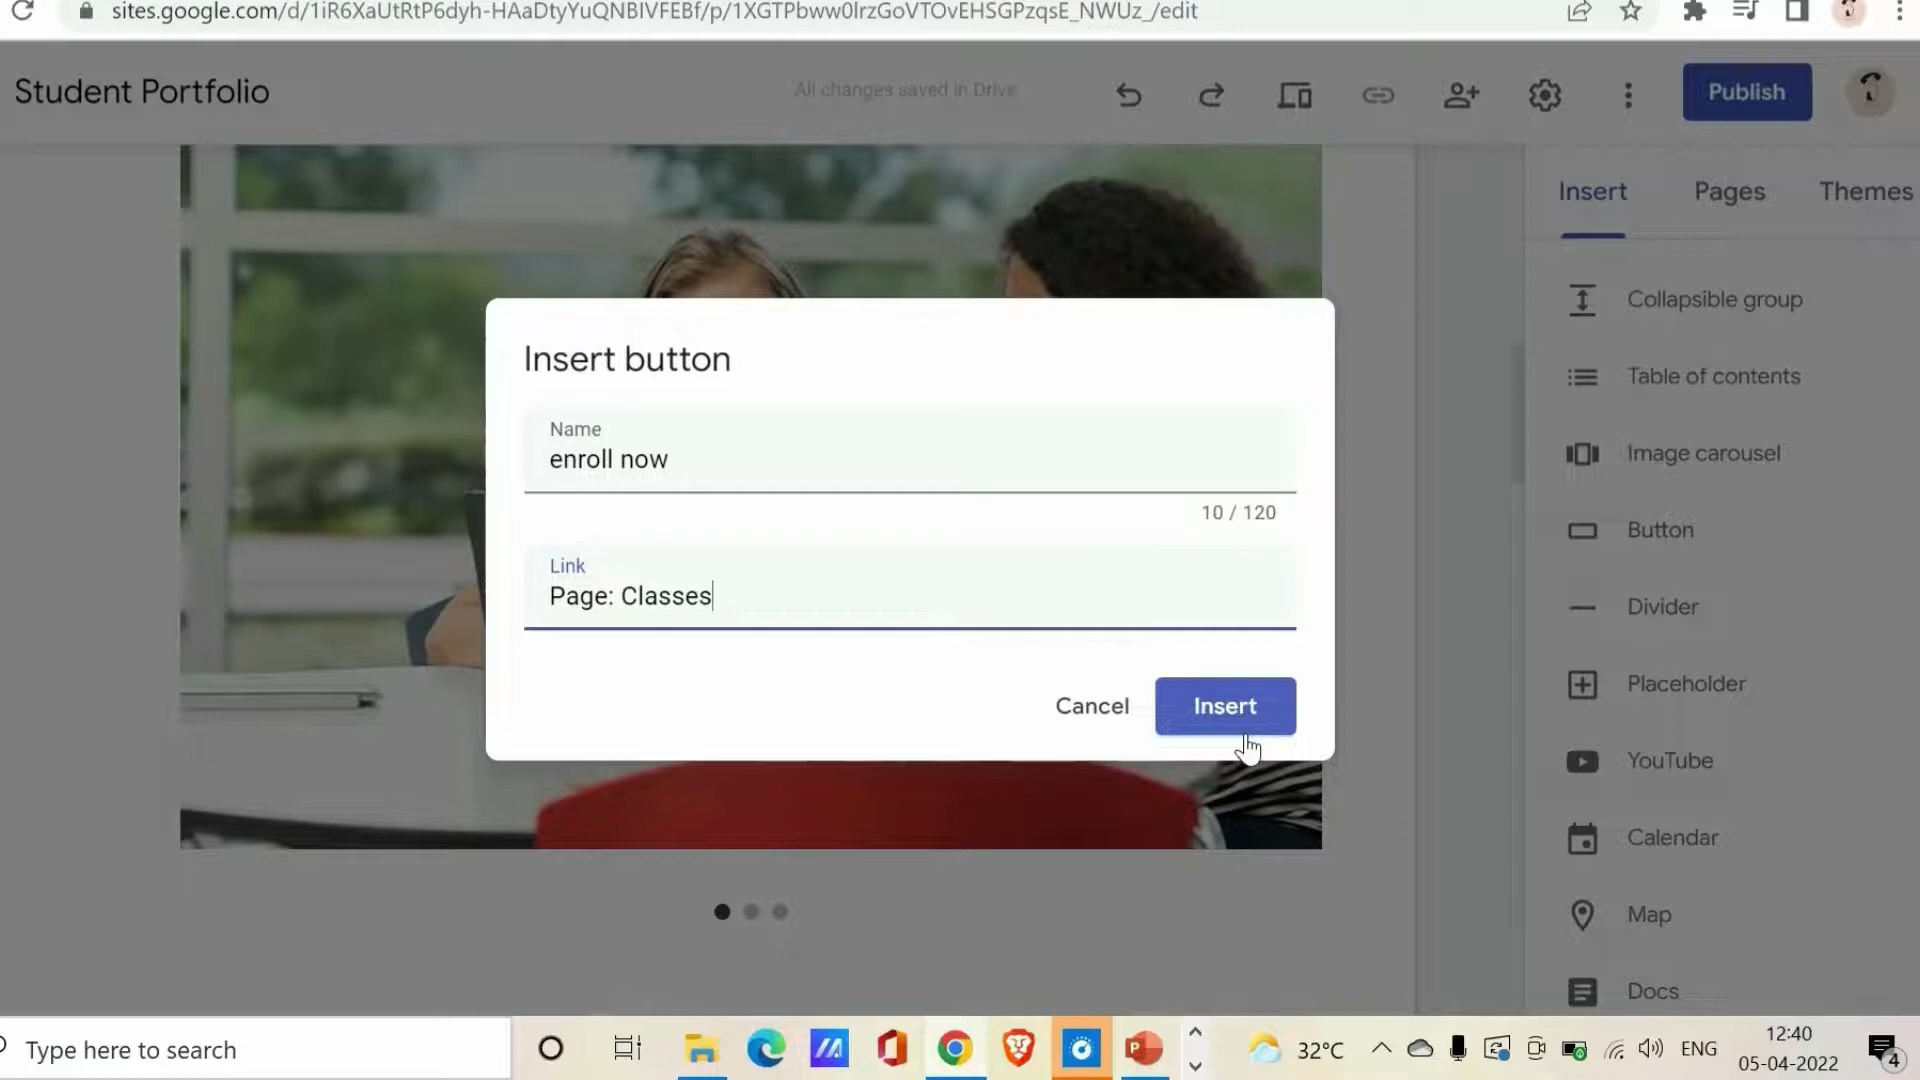 sites.google.com/d/1iR6XaUtRtP6dyh-HAaDtyYuQNBIVFEBf/p/1XGTPbww0lrzGoVTOvEHSGPzqsE_NWUz_/edit
Student Portfolio
All changes saved in Drive
Publish
Insert Pages Themes
Collapsible group
Table of contents
Image carousel
Button
Divider
Placeholder
YouTube
Calendar
Map
Docs
Insert button
Name
enroll now
10 / 120
Link
Page: Classes
Cancel Insert
Type here to search
32°C
ENG
12:40
05-04-2022
4